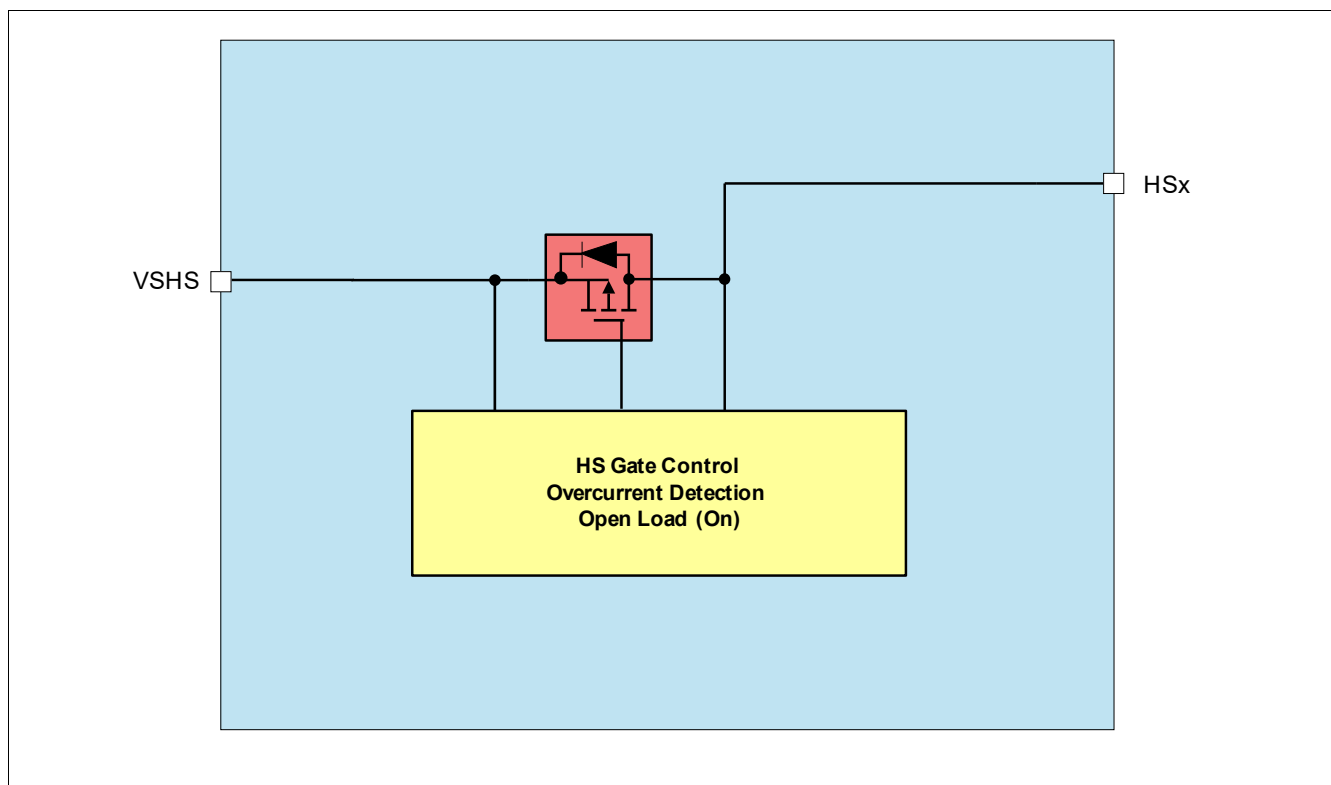 HSx
VSHS
HS Gate Control
Overcurrent Detection
Open Load (On)